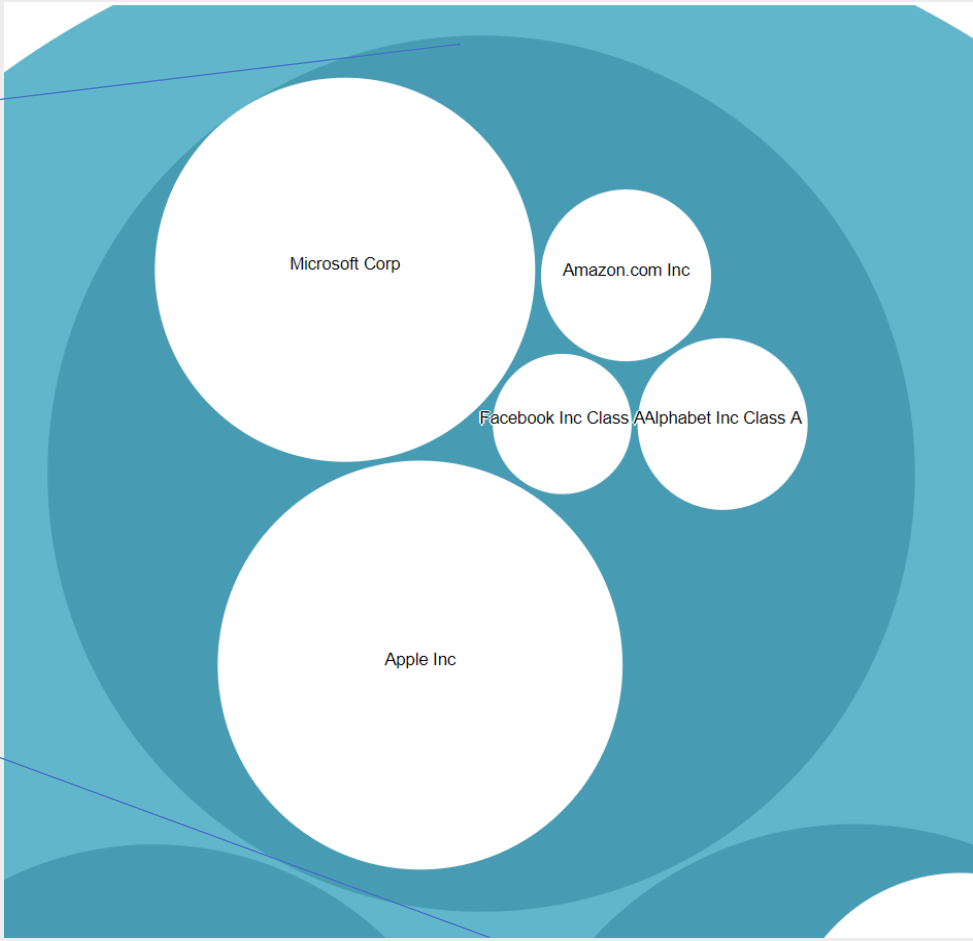 Microsoft Corp
Amazon.com Inc
Facebook Inc Class A
Alphabet Inc Class A
Apple Inc